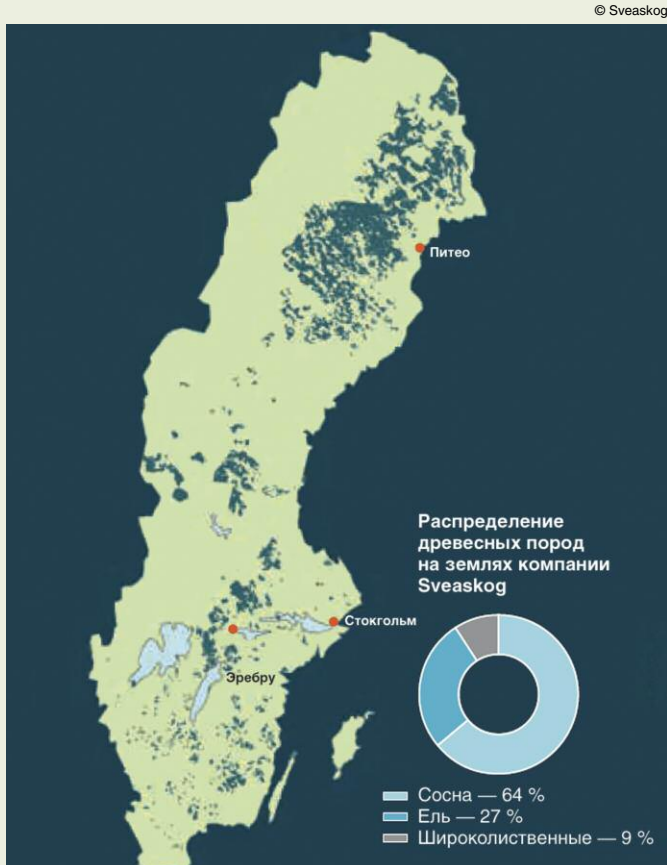 © Sveaskog
Питео
Стокгольм
Эребру
Распределение
древесных пород
на землях компании
Sveaskog
Сосна — 64 %
Ель — 27 %
Широколиственные — 9 %